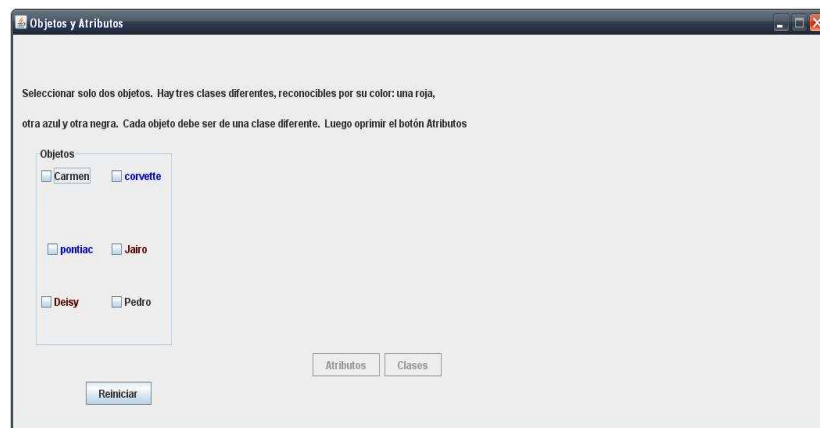 Objetos y Atributos
Seleccionar solo dos objetos. Hay tres clases diferentes, reconocibles por su color: una roja,
otra azul y otra negra. Cada objeto debe ser de una clase diferente. Luego oprimir el botón Atributos
Objetos
Carmen corvette
pontiac Jairo
Deisy Pedro
Atributos Clases
Reiniciar